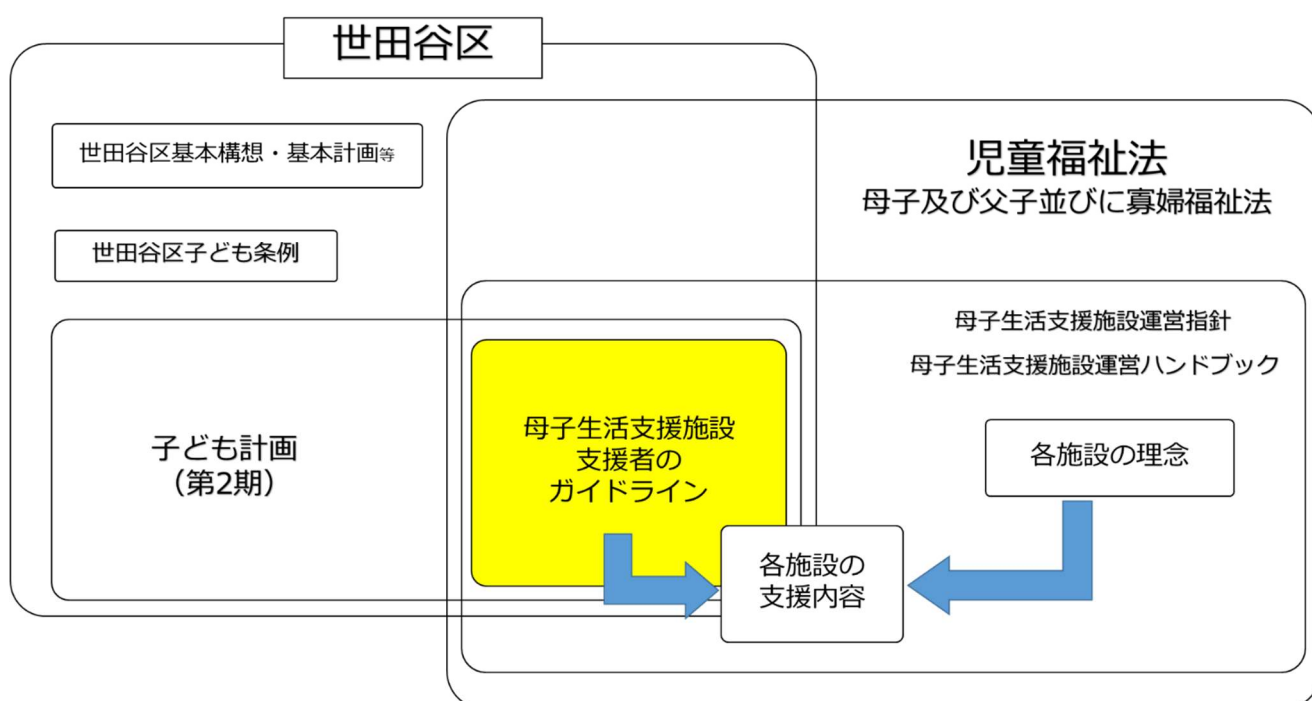 世田谷区
世田谷区基本構想・基本計画等
世田谷区子ども条例
児童福祉法
母子及び父子並びに寡婦福祉法
母子生活支援施設運営指針
母子生活支援施設運営ハンドブック
子ども計画
（第2期）
母子生活支援施設
支援者の
ガイドライン
各施設の理念
各施設の
支援内容